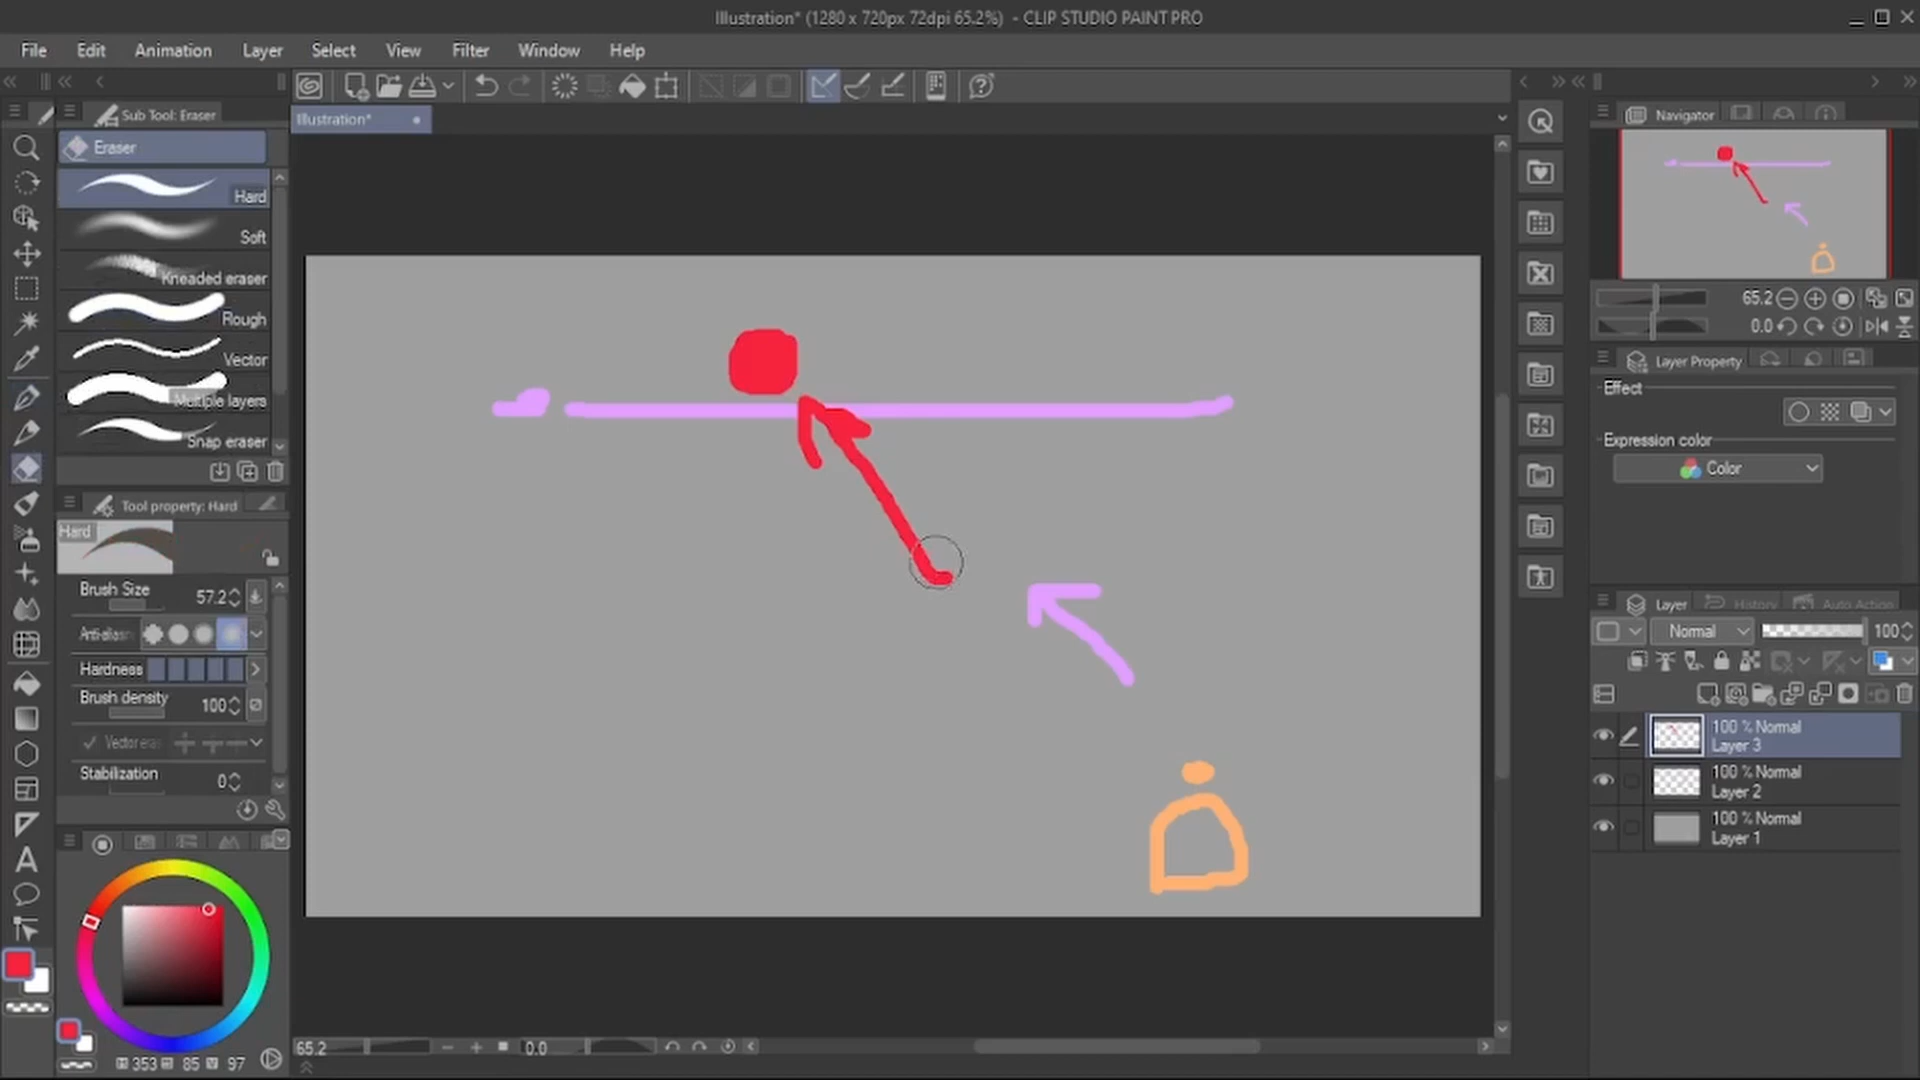 Illustration* (1280 x 720px 72dpi 65.2%) - CLIP STUDIO PAINT PRO
File Edit Animation Layer Select View Filter Window Help
Sub Tool: Eraser
Illustration*
Navigator
Eraser
Hard
Soft
Kneaded eraser
Rough
Vector
Multiple layers
Snap eraser
65.2
0.0
Layer Property
Effect
Expression color
Color
Tool property: Hard
Hard
Brush Size 57.2
Hardness
Brush density 100
Vector
Stabilization 0
Layer History Auto Action
Normal 100
100 % Normal
Layer 3
100 % Normal
Layer 2
100 % Normal
Layer 1
A
65.2 0.0
H 353 85 V 97